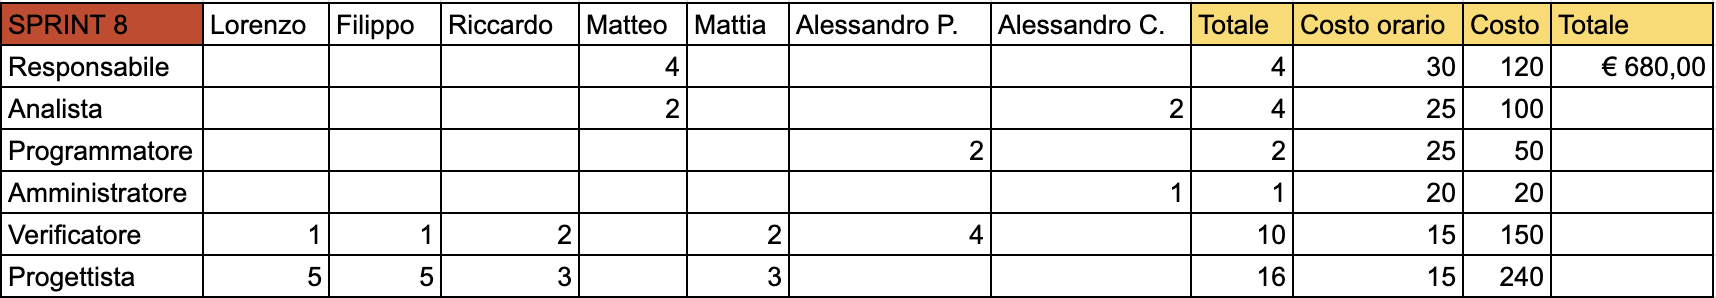 SPRINT 8 Lorenzo Filippo Riccardo Matteo Mattia Alessandro P. Alessandro C. Totale Costo orario Costo Totale
Responsabile 4 4 30 120 € 680,00
Analista 2 2 4 25 100
Programmatore 2 2 25 50
Amministratore 1 1 20 20
Verificatore 1 1 2 2 4 10 15 150
Progettista 5 5 3 3 16 15 240